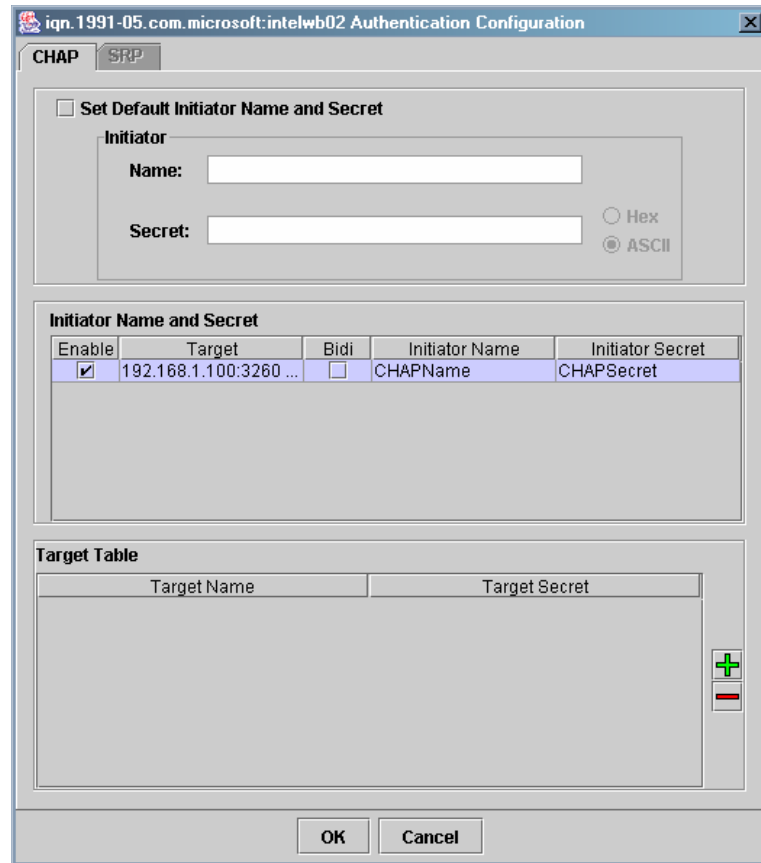 iqn.1991-05.com.microsoft:intelwb02 Authentication Configuration
CHAP SRP
Set Default Initiator Name and Secret
Initiator
Name:
Secret:
Hex
ASCII
Initiator Name and Secret
Enable Target Bidi Initiator Name Initiator Secret
192.168.1.100:3260 ... CHAPName CHAPSecret
Target Table
Target Name Target Secret
OK Cancel